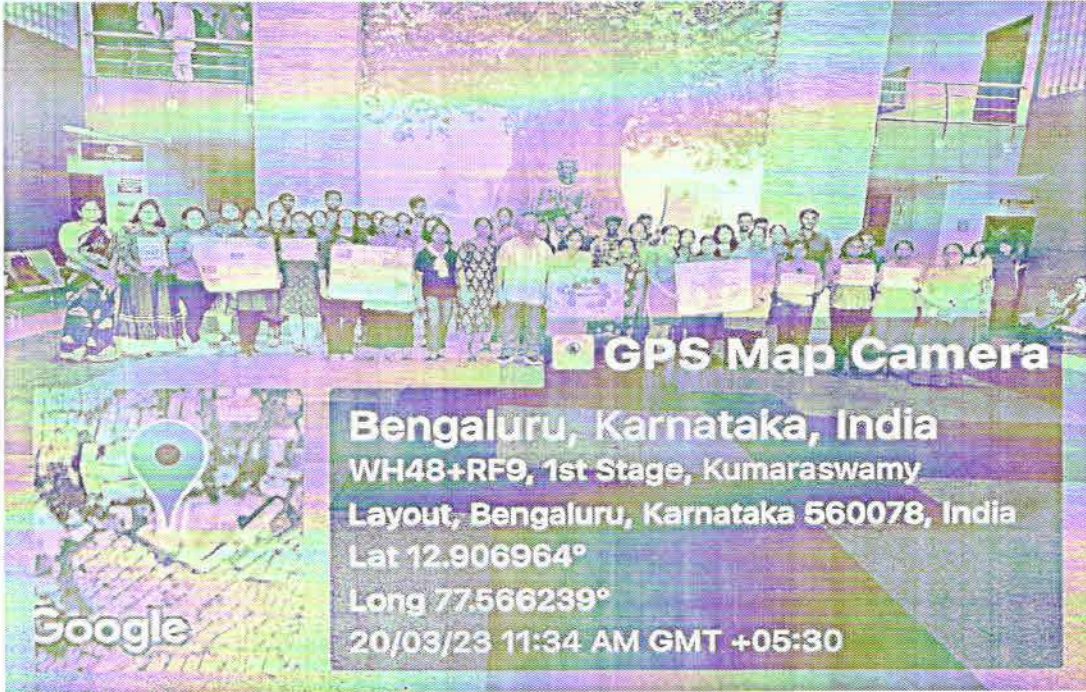 GPS Map Camera
Bengaluru, Karnataka, India
WH48+RF9, 1st Stage, Kumaraswamy
Layout, Bengaluru, Karnataka 560078, India
Lat 12.906964°
Long 77.566239°
20/03/23 11:34 AM GMT +05:30
Google